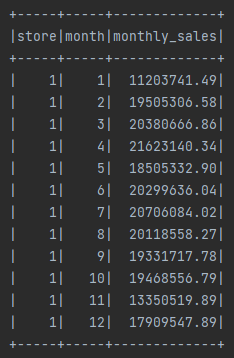 +-----+-----+-------------+
|store|month|monthly_sales|
+-----+-----+-------------+
|    1|    1|  11203741.49|
|    1|    2|  19505306.58|
|    1|    3|  20380666.86|
|    1|    4|  21623140.34|
|    1|    5|  18505332.90|
|    1|    6|  20299636.04|
|    1|    7|  20706084.02|
|    1|    8|  20118558.27|
|    1|    9|  19331717.78|
|    1|   10|  19468556.79|
|    1|   11|  13350519.89|
|    1|   12|  17909547.89|
+-----+-----+-------------+